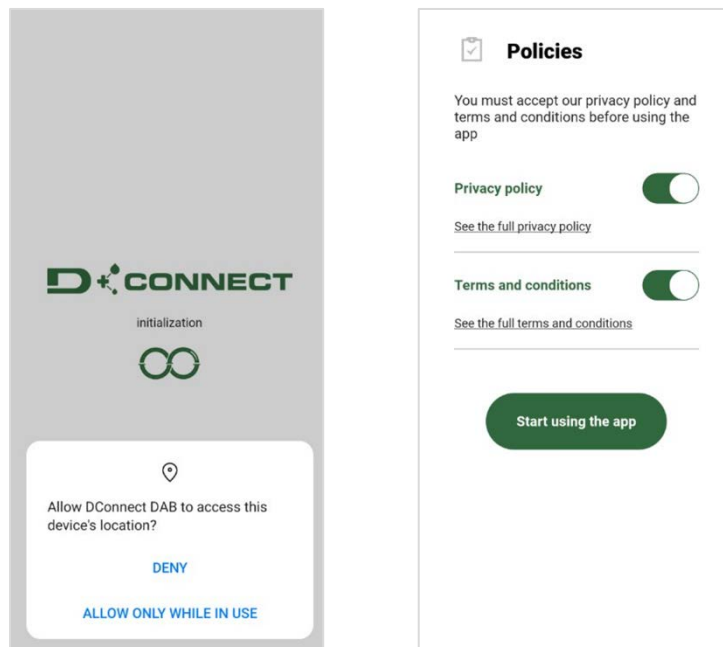 D+CONNECT
initialization
Allow DConnect DAB to access this
device's location?
DENY
ALLOW ONLY WHILE IN USE
Policies
You must accept our privacy policy and
terms and conditions before using the
app
Privacy policy
See the full privacy policy
Terms and conditions
See the full terms and conditions
Start using the app